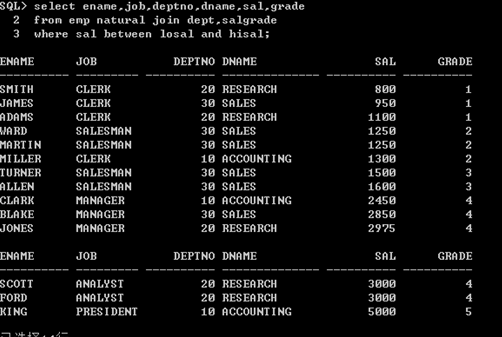 SQL> select ename,job,deptno,dname,sal,grade
2 from emp natural join dept,salgrade
3 where sal between losal and hisal;
ENAME JOB DEPTNO DNAME SAL GRADE
---------- --------- ---------- -------------- ---------- ----------
SMITH CLERK 20 RESEARCH 800 1
JAMES CLERK 30 SALES 950 1
ADAMS CLERK 20 RESEARCH 1100 1
WARD SALESMAN 30 SALES 1250 2
MARTIN SALESMAN 30 SALES 1250 2
MILLER CLERK 10 ACCOUNTING 1300 2
TURNER SALESMAN 30 SALES 1500 3
ALLEN SALESMAN 30 SALES 1600 3
CLARK MANAGER 10 ACCOUNTING 2450 4
BLAKE MANAGER 30 SALES 2850 4
JONES MANAGER 20 RESEARCH 2975 4
ENAME JOB DEPTNO DNAME SAL GRADE
---------- --------- ---------- -------------- ---------- ----------
SCOTT ANALYST 20 RESEARCH 3000 4
FORD ANALYST 20 RESEARCH 3000 4
KING PRESIDENT 10 ACCOUNTING 5000 5